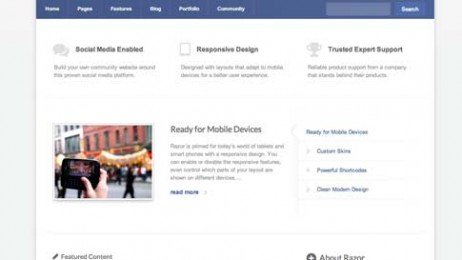 Home Pages Features Blog Portfolio Community Search
Social Media Enabled
Build your own community website around
this proven social media platform.
Responsive Design
Designed with layouts that adapt to mobile
devices for a better user experience.
Trusted Expert Support
Reliable product support from a company
that stands behind their products.
Ready for Mobile Devices
Razor is primed for today's world of tablets and
smart phones with a responsive design. You
can enable or disable the responsive features,
even control which parts of your layout are
shown on different devices....
read more
Ready for Mobile Devices
Custom Skins
Powerful Shortcodes
Clean Modern Design
Featured Content
About Razor